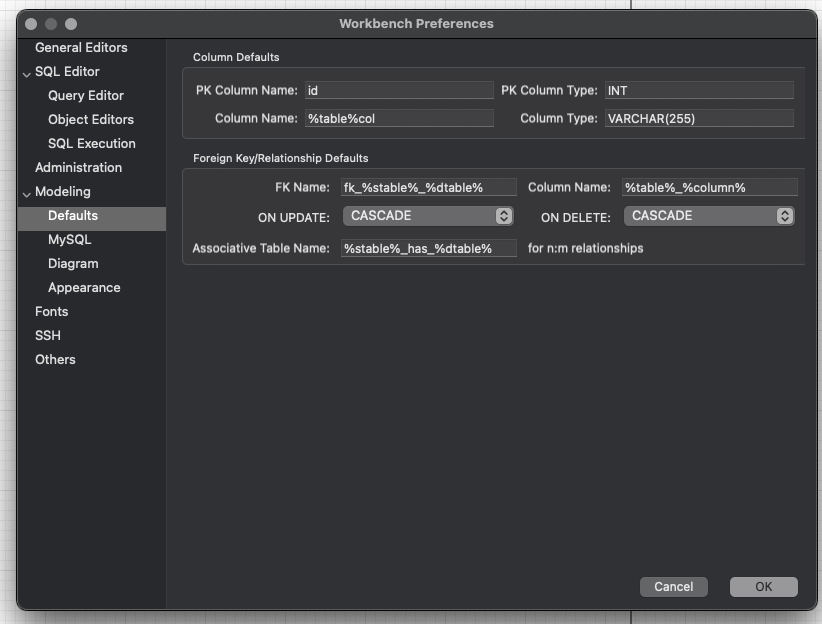 Workbench Preferences
General Editors
SQL Editor
Query Editor
Object Editors
SQL Execution
Administration
Modeling
Defaults
MySQL
Diagram
Appearance
Fonts
SSH
Others
Column Defaults
PK Column Name: id PK Column Type: INT
Column Name: %table%col Column Type: VARCHAR(255)
Foreign Key/Relationship Defaults
FK Name: fk_%stable%_%dtable% Column Name: %table%_%column%
ON UPDATE: CASCADE ON DELETE: CASCADE
Associative Table Name: %stable%_has_%dtable% for n:m relationships
Cancel OK